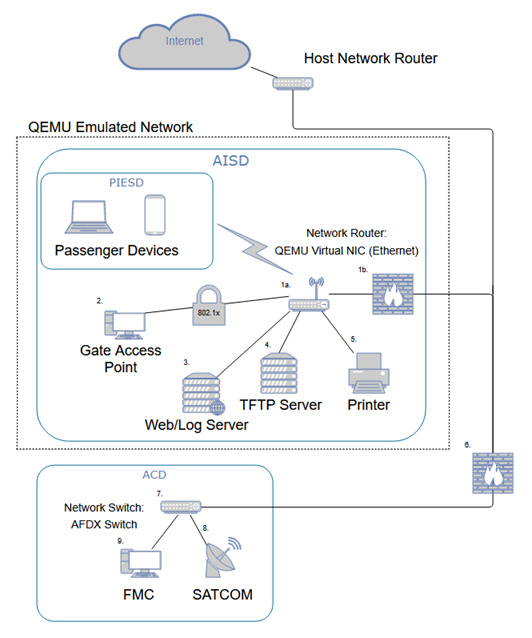 Internet
Host Network Router
QEMU Emulated Network
AISD
PIESD
Passenger Devices
Network Router:
QEMU Virtual NIC (Ethernet)
1a.
1b.
2.
802.1x
Gate Access
Point
3.
Web/Log Server
4.
TFTP Server
5.
Printer
6.
ACD
7.
Network Switch:
AFDX Switch
8.
9.
FMC
SATCOM